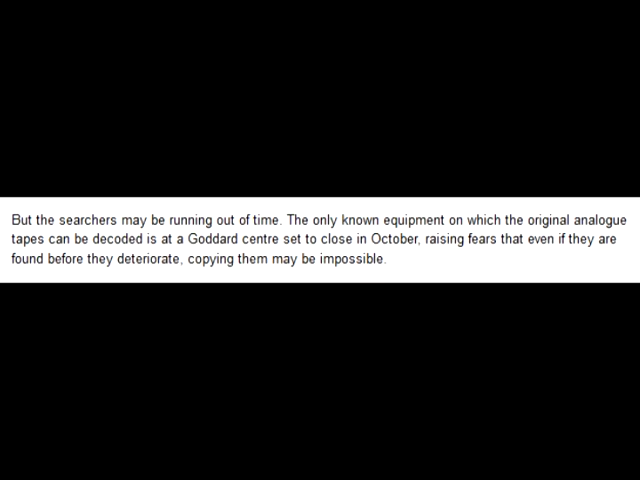 But the searchers may be running out of time. The only known equipment on which the original analogue
tapes can be decoded is at a Goddard centre set to close in October, raising fears that even if they are
found before they deteriorate, copying them may be impossible.